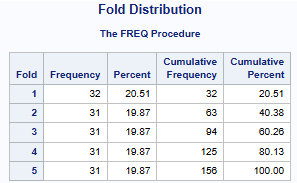 Fold Distribution
The FREQ Procedure
Cumulative Cumulative
Fold Frequency Percent Frequency Percent
1 32 20.51 32 20.51
2 31 19.87 63 40.38
3 31 19.87 94 60.26
4 31 19.87 125 80.13
5 31 19.87 156 100.00